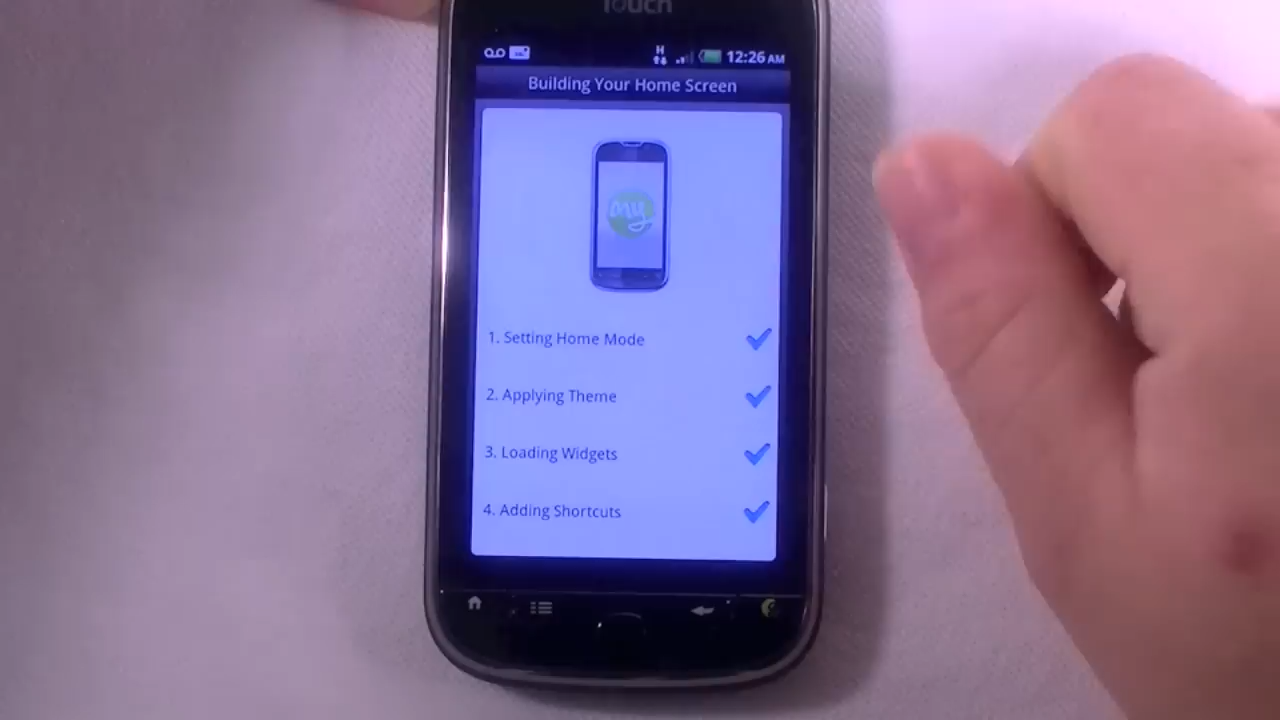 Touch
H
12:26 AM
Building Your Home Screen
my
1. Setting Home Mode
2. Applying Theme
3. Loading Widgets
4. Adding Shortcuts